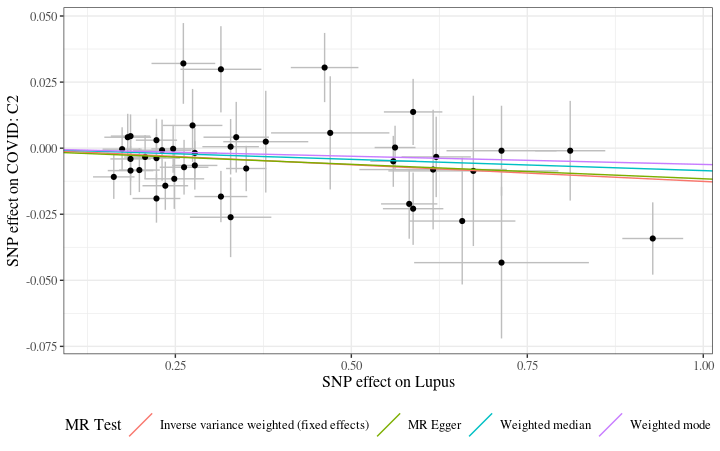 0.050
0.025
0.000
-0.025
-0.050
-0.075
SNP effect on COVID: C2
0.25
0.50
0.75
1.00
SNP effect on Lupus
MR Test
Inverse variance weighted (fixed effects)
MR Egger
Weighted median
Weighted mode